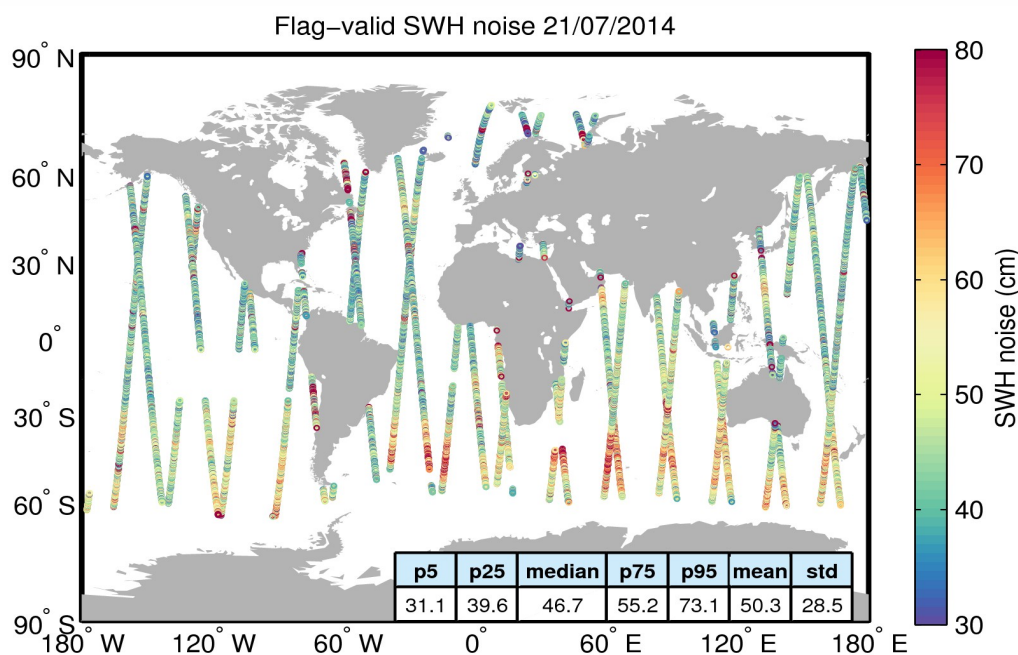 Flag−valid SWH noise 21/07/2014
90° N
60° N
30° N
0°
30° S
60° S
90° S
180° W
120° W
60° W
0°
60° E
120° E
180° E
p5 p25 median p75 p95 mean std
31.1 39.6 46.7 55.2 73.1 50.3 28.5
80
70
60
50
40
30
SWH noise (cm)